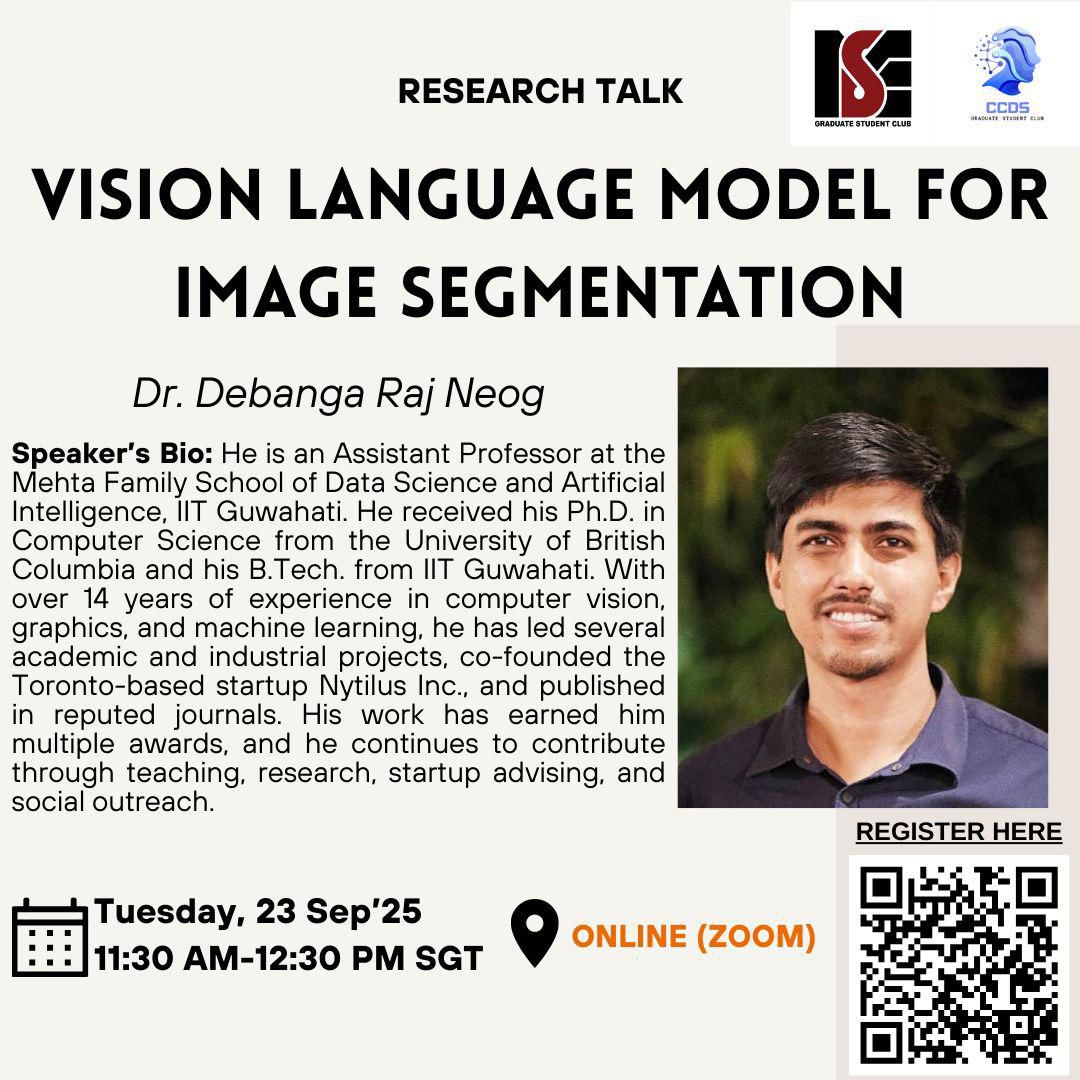 RESEARCH TALK
GRADUATE STUDENT CLUB
CCDS
GRADUATE STUDENT CLUB
VISION LANGUAGE MODEL FOR
IMAGE SEGMENTATION
Dr. Debanga Raj Neog
Speaker's Bio: He is an Assistant Professor at the
Mehta Family School of Data Science and Artificial
Intelligence, IIT Guwahati. He received his Ph.D. in
Computer Science from the University of British
Columbia and his B.Tech. from IIT Guwahati. With
over 14 years of experience in computer vision,
graphics, and machine learning, he has led several
academic and industrial projects, co-founded the
Toronto-based startup Nytilus Inc., and published
in reputed journals. His work has earned him
multiple awards, and he continues to contribute
through teaching, research, startup advising, and
social outreach.
REGISTER HERE
Tuesday, 23 Sep'25
11:30 AM-12:30 PM SGT
ONLINE (ZOOM)